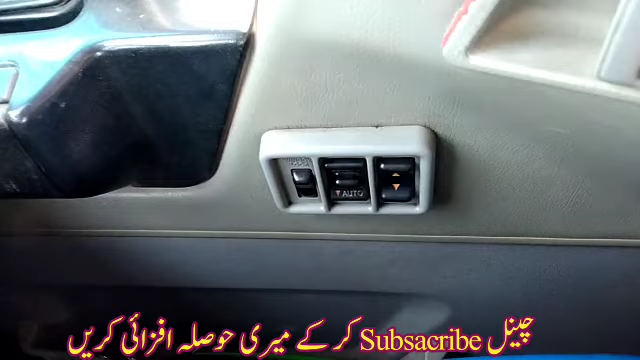 ▼ AUTO
چینل Subsacribe کر کے میری حوصلہ افزائی کریں